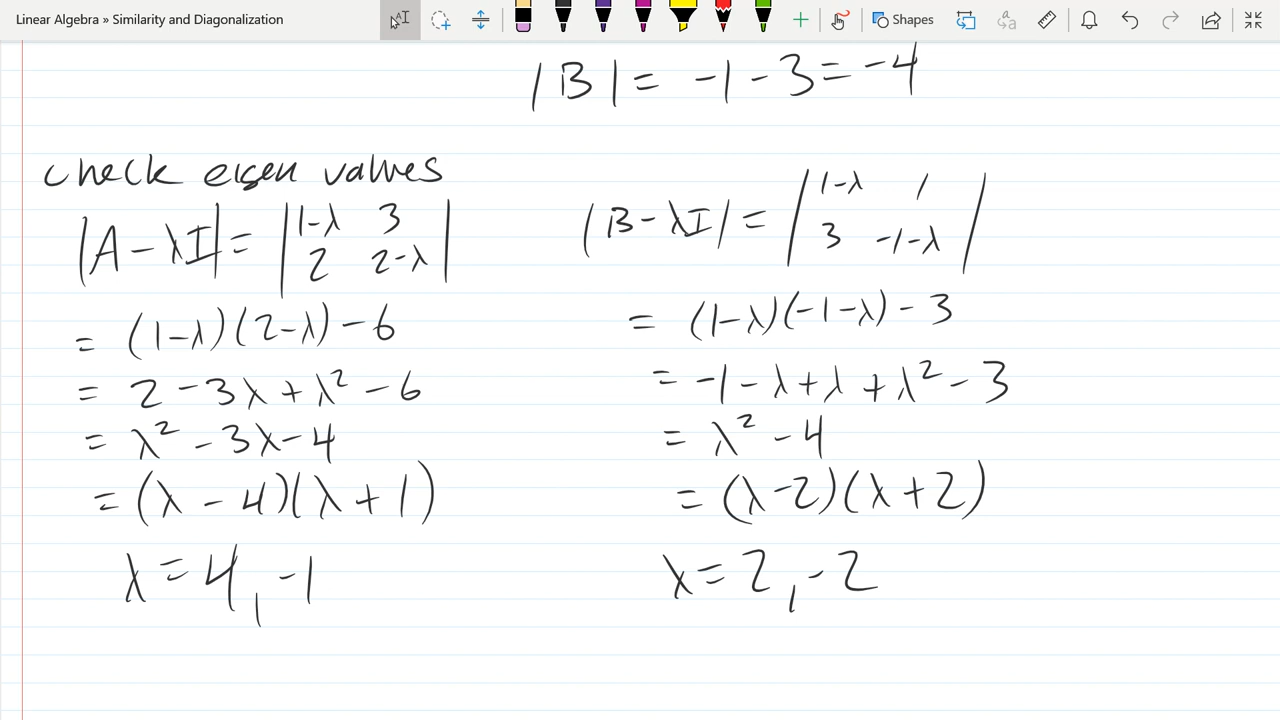 Linear Algebra » Similarity and Diagonalization
Shapes
|B| = -1 - 3 = -4
check eigen values
|A - λI| = |1-λ 3
2 2-λ|
= (1-λ)(2-λ) - 6
= 2 - 3λ + λ² - 6
= λ² - 3λ - 4
= (λ - 4)(λ + 1)
λ = 4, -1
|B - λI| = |1-λ 1
3 -1-λ|
= (1-λ)(-1-λ) - 3
= -1 - λ + λ + λ² - 3
= λ² - 4
= (λ-2)(λ+2)
λ = 2, -2